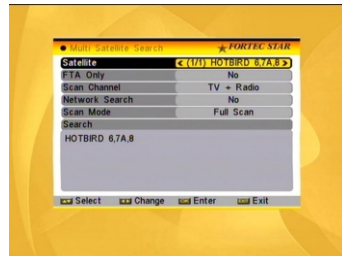 Multi Satellite Search FORTEC STAR
Satellite (1/1) HOTBIRD 6,7A,8
FTA Only No
Scan Channel TV + Radio
Network Search No
Scan Mode Full Scan
Search
HOTBIRD 6,7A,8
Select Change Enter Exit